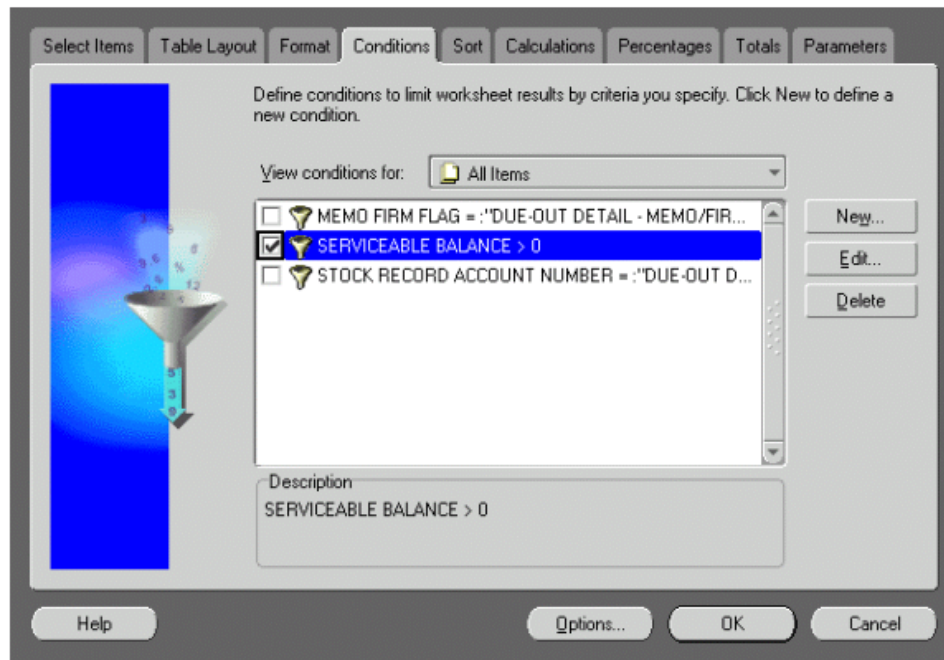 Select Items Table Layout Format Conditions Sort Calculations Percentages Totals Parameters
Define conditions to limit worksheet results by criteria you specify. Click New to define a
new condition.
View conditions for: All Items
MEMO FIRM FLAG = :"DUE-OUT DETAIL - MEMO/FIR...
SERVICEABLE BALANCE > 0
STOCK RECORD ACCOUNT NUMBER = :"DUE-OUT D...
New...
Edit...
Delete
Description
SERVICEABLE BALANCE > 0
Help Options... OK Cancel